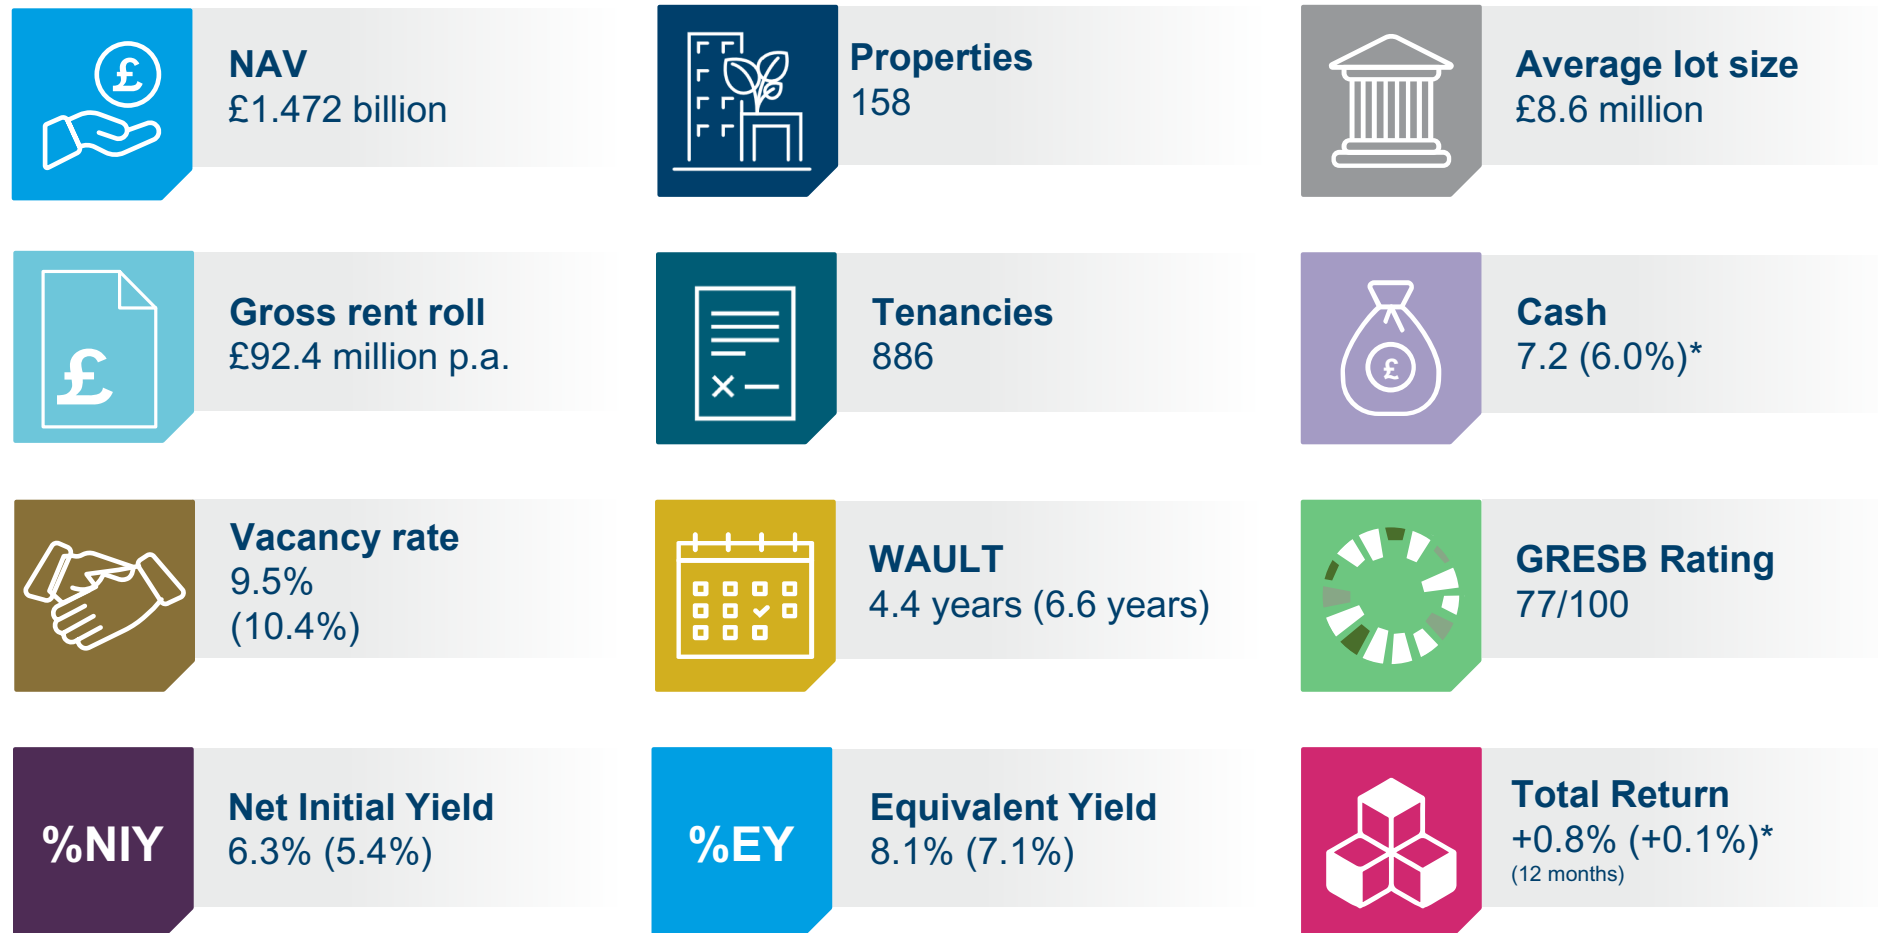 £
NAV
£1.472 billion
Properties
158
Average lot size
£8.6 million
£
Gross rent roll
£92.4 million p.a.
Tenancies
886
£
Cash
7.2 (6.0%)*
Vacancy rate
9.5%
(10.4%)
WAULT
4.4 years (6.6 years)
GRESB Rating
77/100
%NIY
Net Initial Yield
6.3% (5.4%)
%EY
Equivalent Yield
8.1% (7.1%)
Total Return
+0.8% (+0.1%)*
(12 months)